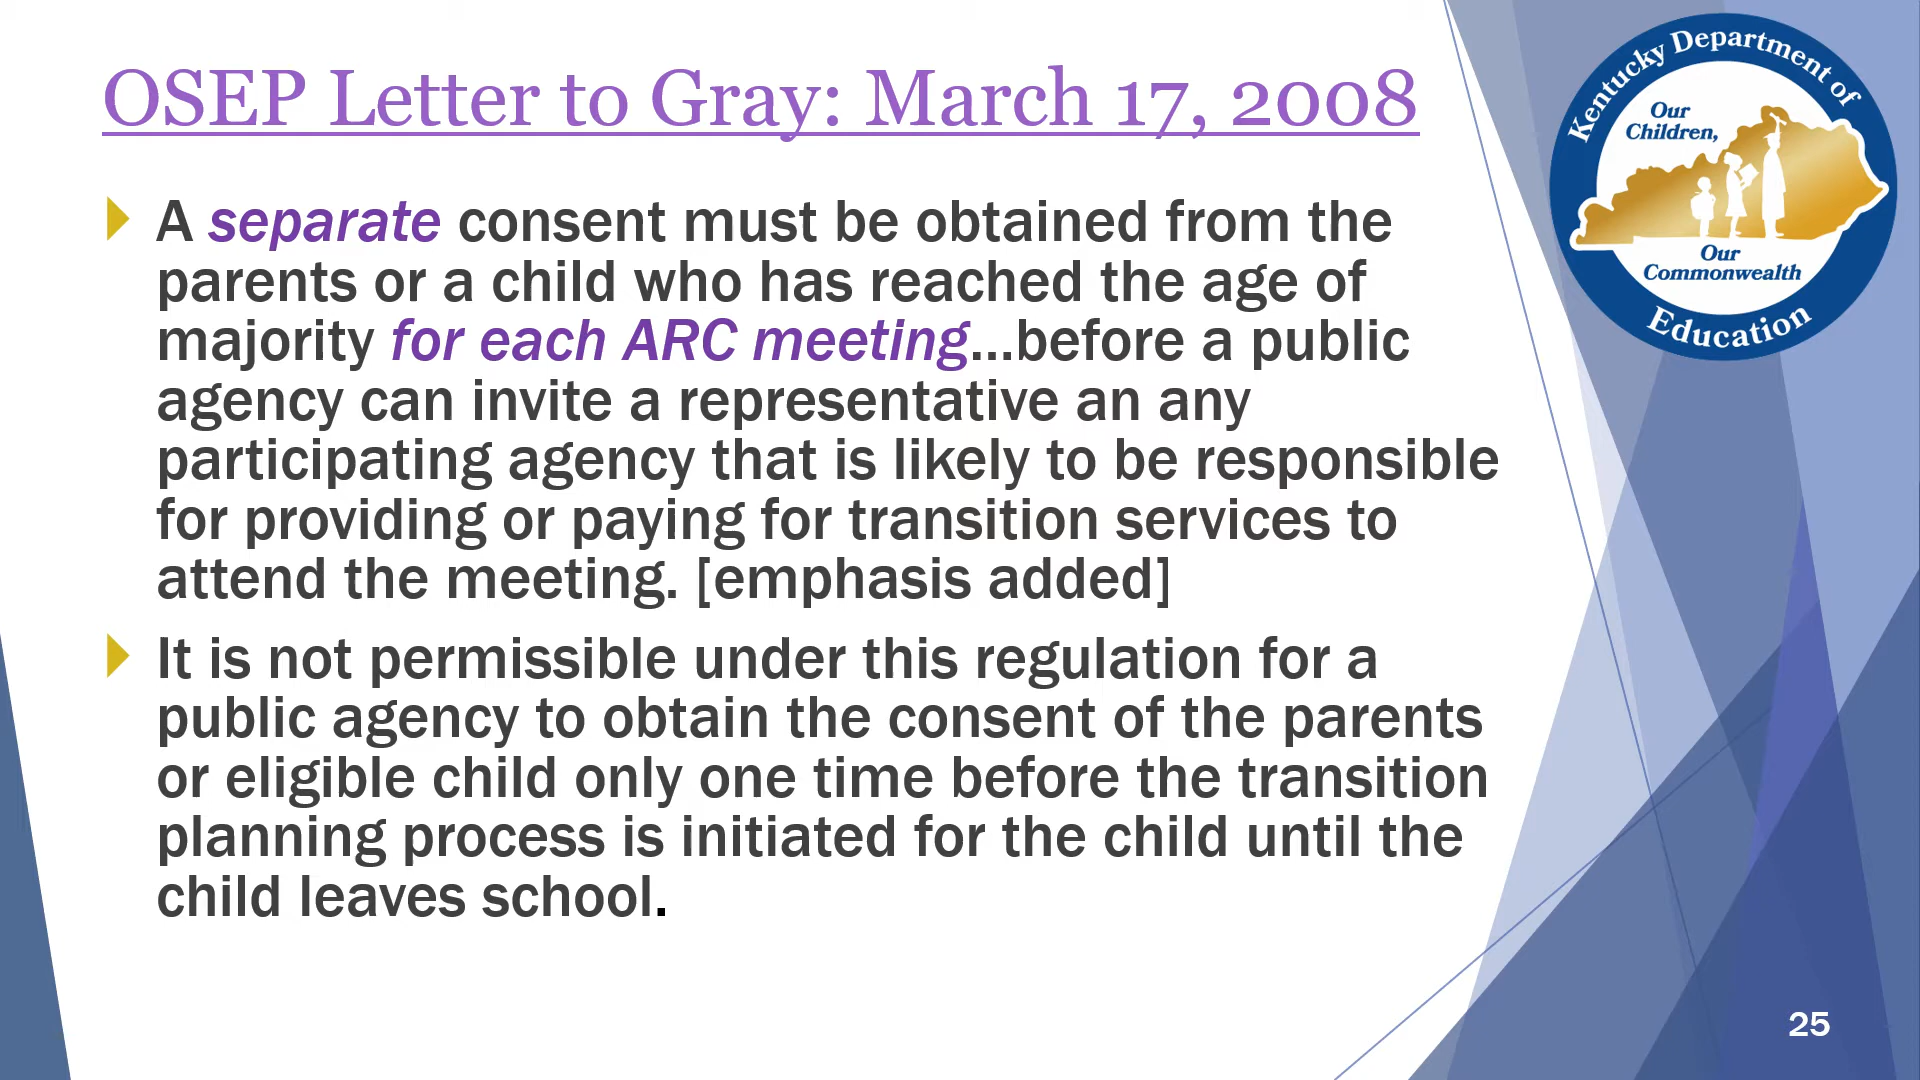 OSEP Letter to Gray: March 17, 2008
A separate consent must be obtained from the
parents or a child who has reached the age of
majority for each ARC meeting...before a public
agency can invite a representative an any
participating agency that is likely to be responsible
for providing or paying for transition services to
attend the meeting. [emphasis added]
It is not permissible under this regulation for a
public agency to obtain the consent of the parents
or eligible child only one time before the transition
planning process is initiated for the child until the
child leaves school.
Kentucky Department of
Education
Our
Children,
Our
Commonwealth
25